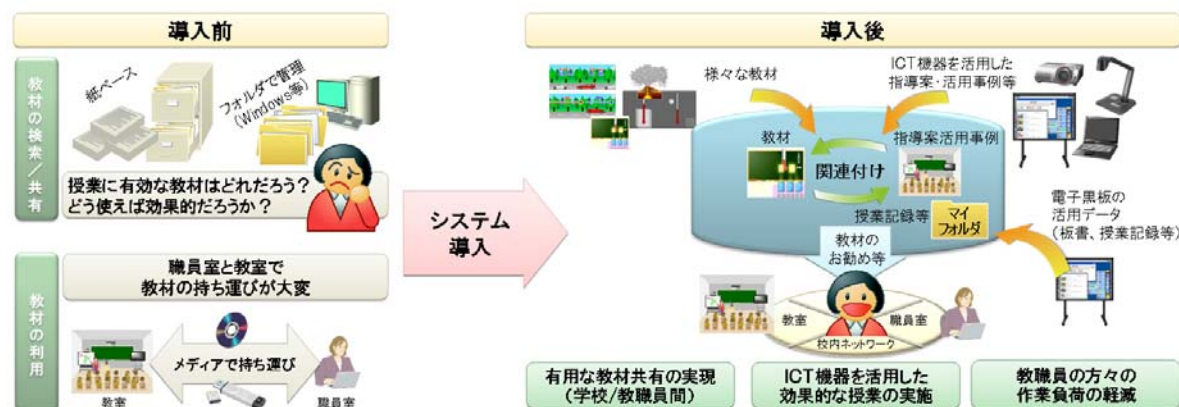 導入前
教材の検索／共有
紙ベース
フォルダで管理
(Windows等)
授業に有効な教材はどれだろう？
どう使えば効果的だろうか？
教材の利用
職員室と教室で
教材の持ち運びが大変
メディアで持ち運び
教室
職員室
システム
導入
導入後
様々な教材
ICT機器を活用した
指導案・活用事例等
教材
指導案活用事例
関連付け
授業記録等
マイ
フォルダ
電子黒板の
活用データ
(板書、授業記録等)
教材の
お勧め等
教室
職員室
校内ネットワーク
有用な教材共有の実現
(学校/教職員間)
ICT機器を活用した
効果的な授業の実施
教職員の方々の
作業負荷の軽減